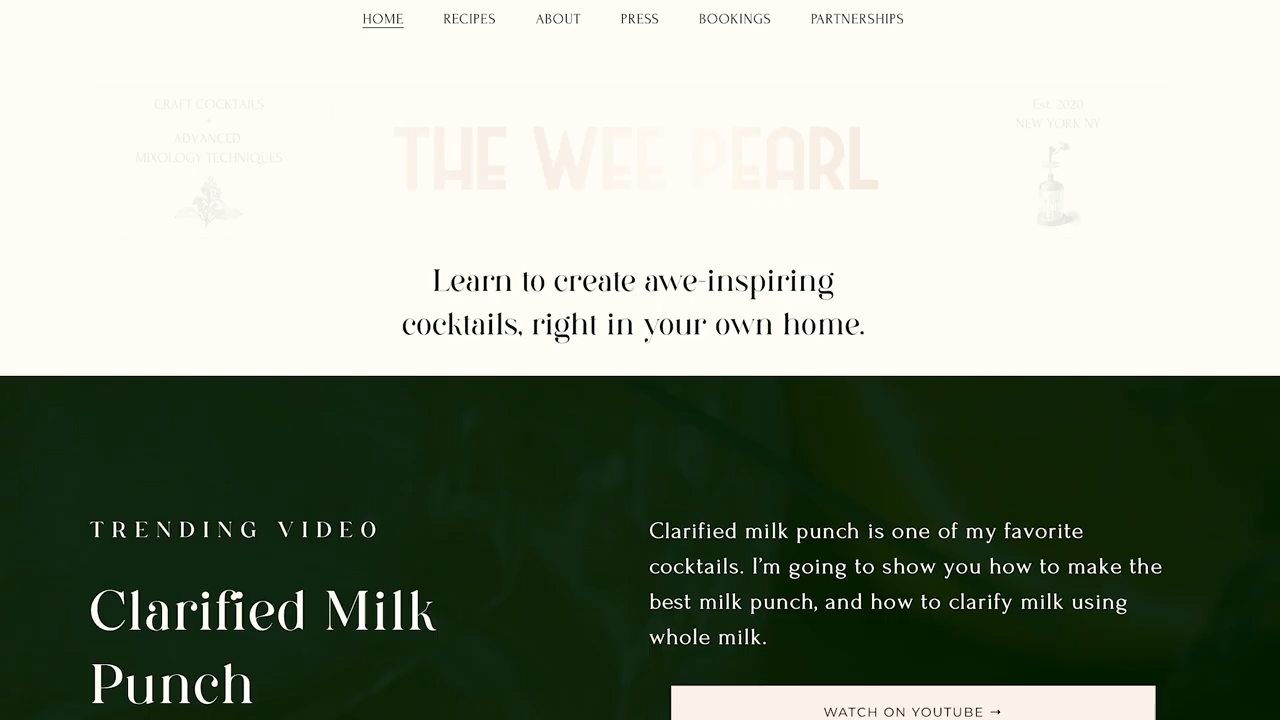 HOME RECIPES ABOUT PRESS BOOKINGS PARTNERSHIPS
CRAFT COCKTAILS
+
ADVANCED
MIXOLOGY TECHNIQUES
THE WEE PEARL
Est. 2020
NEW YORK NY
Learn to create awe-inspiring
cocktails, right in your own home.
TRENDING VIDEO
Clarified Milk
Punch
Clarified milk punch is one of my favorite
cocktails. I’m going to show you how to make the
best milk punch, and how to clarify milk using
whole milk.
WATCH ON YOUTUBE →